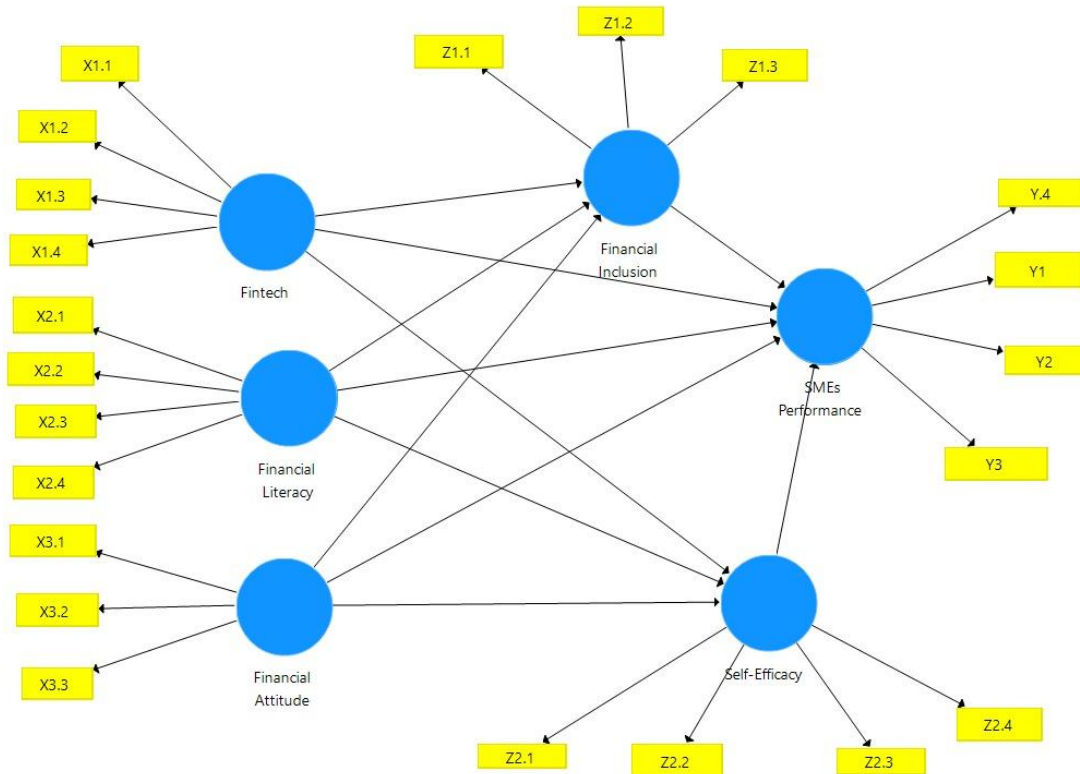 Z1.2
Z1.1
Z1.3
X1.1
X1.2
X1.3
X1.4
Fintech
Financial
Inclusion
Y.4
Y1
Y2
Y3
SMEs
Performance
X2.1
X2.2
X2.3
X2.4
Financial
Literacy
X3.1
X3.2
X3.3
Financial
Attitude
Self-Efficacy
Z2.1
Z2.2
Z2.3
Z2.4